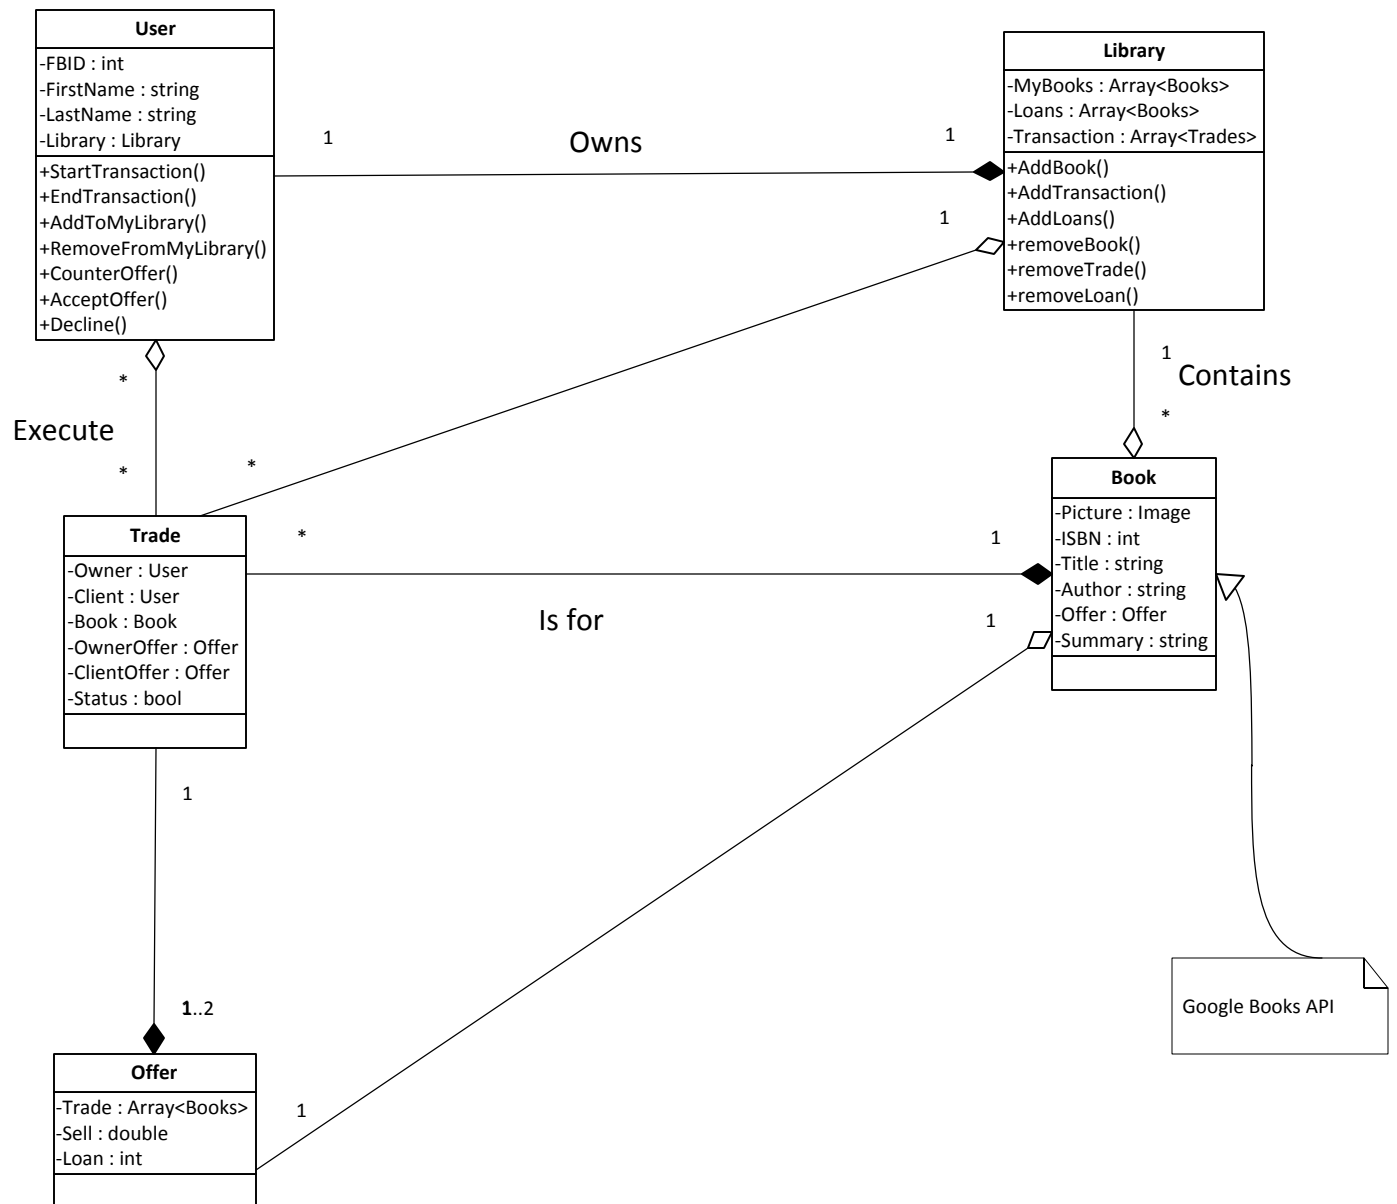 User
-FBID : int
-FirstName : string
-LastName : string
-Library : Library
+StartTransaction()
+EndTransaction()
+AddToMyLibrary()
+RemoveFromMyLibrary()
+CounterOffer()
+AcceptOffer()
+Decline()
1
Owns
1
Library
-MyBooks : Array<Books>
-Loans : Array<Books>
-Transaction : Array<Trades>
+AddBook()
+AddTransaction()
+AddLoans()
+removeBook()
+removeTrade()
+removeLoan()
1
*
Execute
*
*
1
Contains
*
Trade
-Owner : User
-Client : User
-Book : Book
-OwnerOffer : Offer
-ClientOffer : Offer
-Status : bool
*
Is for
1
1
Book
-Picture : Image
-ISBN : int
-Title : string
-Author : string
-Offer : Offer
-Summary : string
1
1..2
Offer
-Trade : Array<Books>
-Sell : double
-Loan : int
1
Google Books API